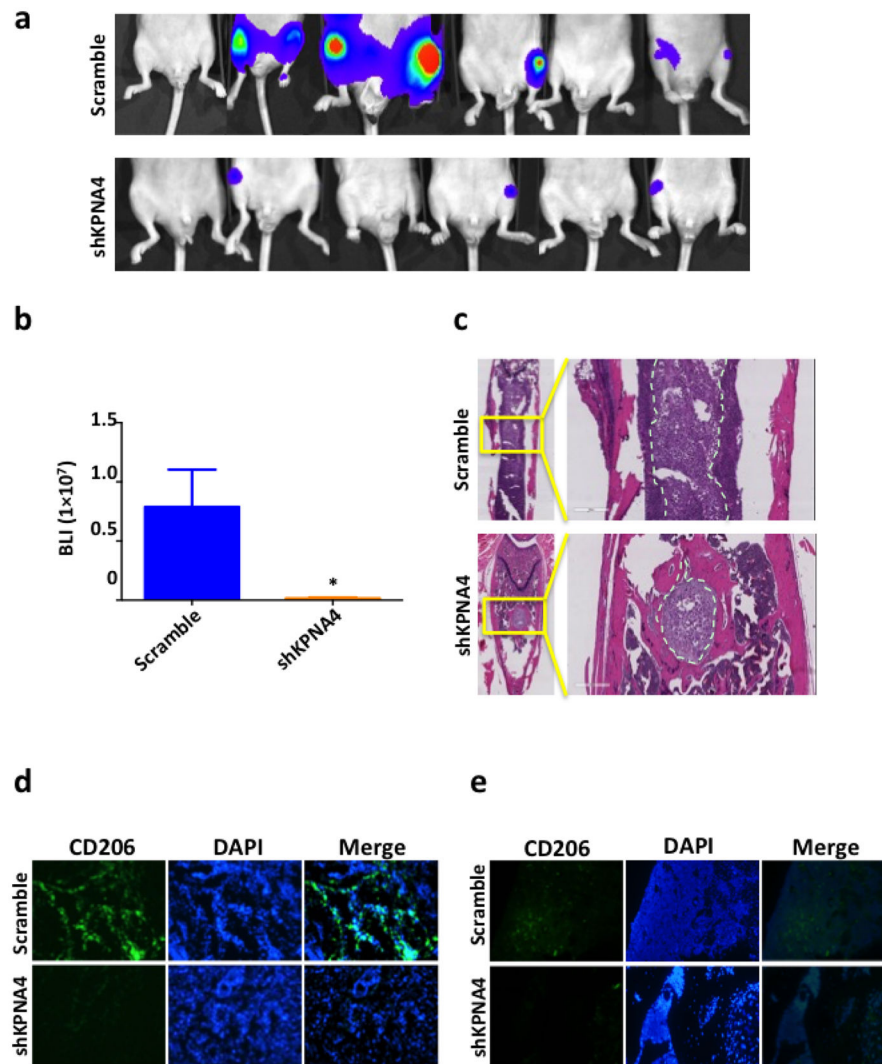 a
Scramble
shKPNA4
b
BLI (1×10⁷)
1.5
1.0
0.5
0
*
Scramble
shKPNA4
c
Scramble
shKPNA4
d
CD206 DAPI Merge
Scramble
shKPNA4
e
CD206 DAPI Merge
Scramble
shKPNA4